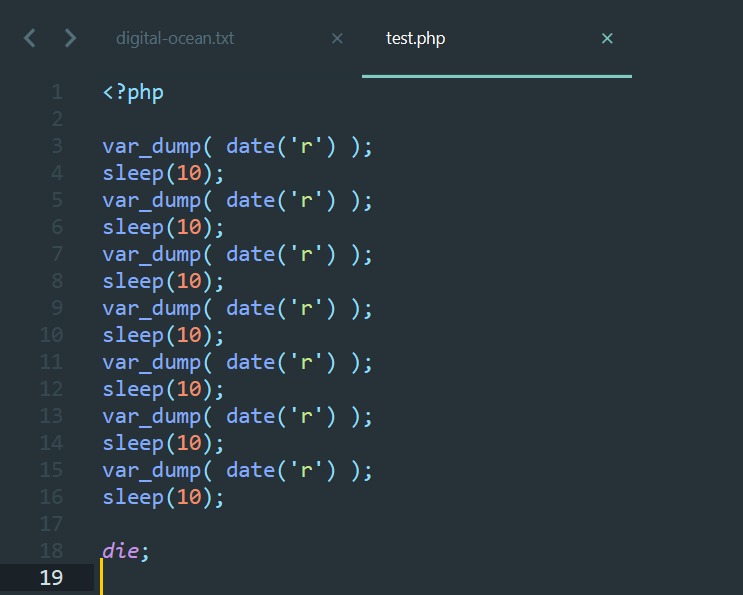 digital-ocean.txt × test.php ×
1 <?php
2
3 var_dump( date('r') );
4 sleep(10);
5 var_dump( date('r') );
6 sleep(10);
7 var_dump( date('r') );
8 sleep(10);
9 var_dump( date('r') );
10 sleep(10);
11 var_dump( date('r') );
12 sleep(10);
13 var_dump( date('r') );
14 sleep(10);
15 var_dump( date('r') );
16 sleep(10);
17
18 die;
19